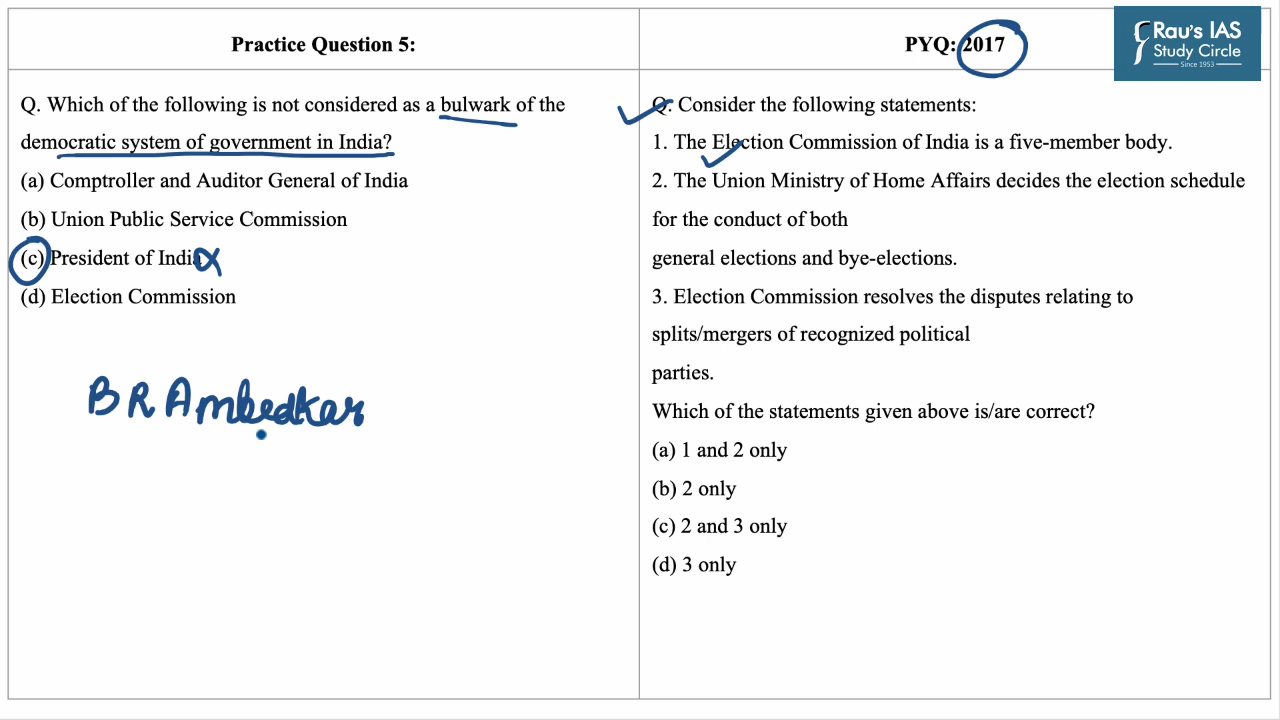 Practice Question 5:
PYQ: 2017
Rau's IAS
Study Circle
Since 1953
Q. Which of the following is not considered as a bulwark of the
democratic system of government in India?
(a) Comptroller and Auditor General of India
(b) Union Public Service Commission
(c) President of India
(d) Election Commission
B R Ambedkar
Q. Consider the following statements:
1. The Election Commission of India is a five-member body.
2. The Union Ministry of Home Affairs decides the election schedule
for the conduct of both
general elections and bye-elections.
3. Election Commission resolves the disputes relating to
splits/mergers of recognized political
parties.
Which of the statements given above is/are correct?
(a) 1 and 2 only
(b) 2 only
(c) 2 and 3 only
(d) 3 only